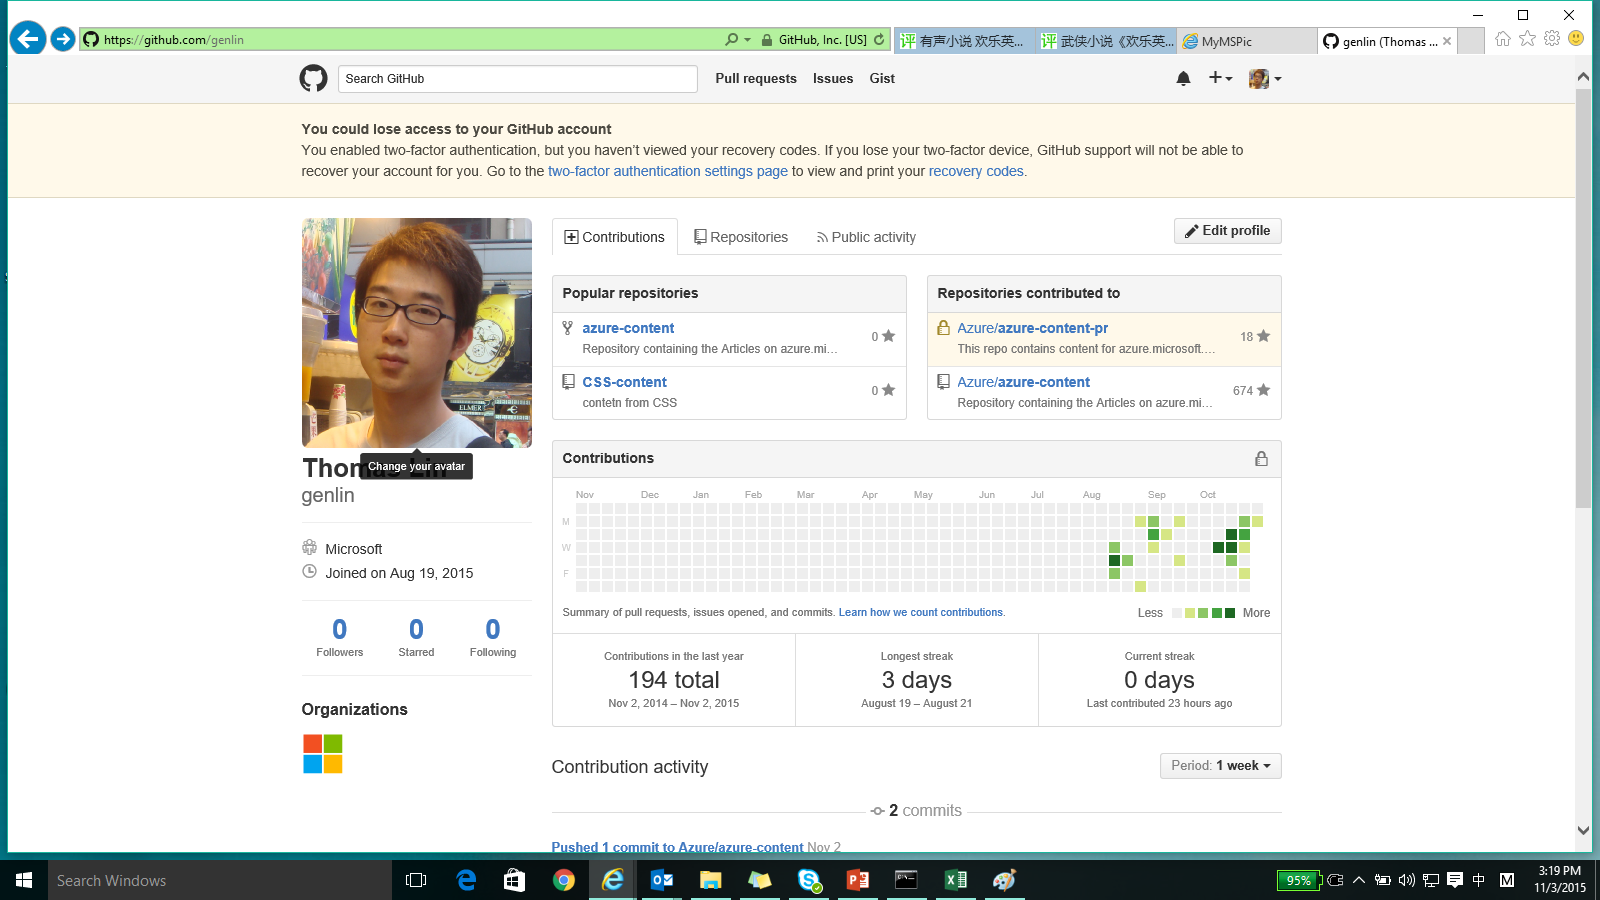 https://github.com/genlin
GitHub, Inc. [US]
有声小说 欢乐英...
武侠小说《欢乐英...
MyMSPic
genlin (Thomas ...
Search GitHub
Pull requests
Issues
Gist
You could lose access to your GitHub account
You enabled two-factor authentication, but you haven't viewed your recovery codes. If you lose your two-factor device, GitHub support will not be able to
recover your account for you. Go to the two-factor authentication settings page to view and print your recovery codes.
Contributions
Repositories
Public activity
Edit profile
ELMER
Change your avatar
Thomas Lin
genlin
Microsoft
Joined on Aug 19, 2015
0
0
0
Followers
Starred
Following
Organizations
Popular repositories
azure-content
0
Repository containing the Articles on azure.mi...
CSS-content
0
contetn from CSS
Repositories contributed to
Azure/azure-content-pr
18
This repo contains content for azure.microsoft....
Azure/azure-content
674
Repository containing the Articles on azure.mi...
Contributions
Nov Dec Jan Feb Mar Apr May Jun Jul Aug Sep Oct
M
W
F
Summary of pull requests, issues opened, and commits. Learn how we count contributions.
Less
More
Contributions in the last year
194 total
Nov 2, 2014 – Nov 2, 2015
Longest streak
3 days
August 19 – August 21
Current streak
0 days
Last contributed 23 hours ago
Contribution activity
Period: 1 week
2 commits
Pushed 1 commit to Azure/azure-content Nov 2
Search Windows
95%
中
M
3:19 PM
11/3/2015